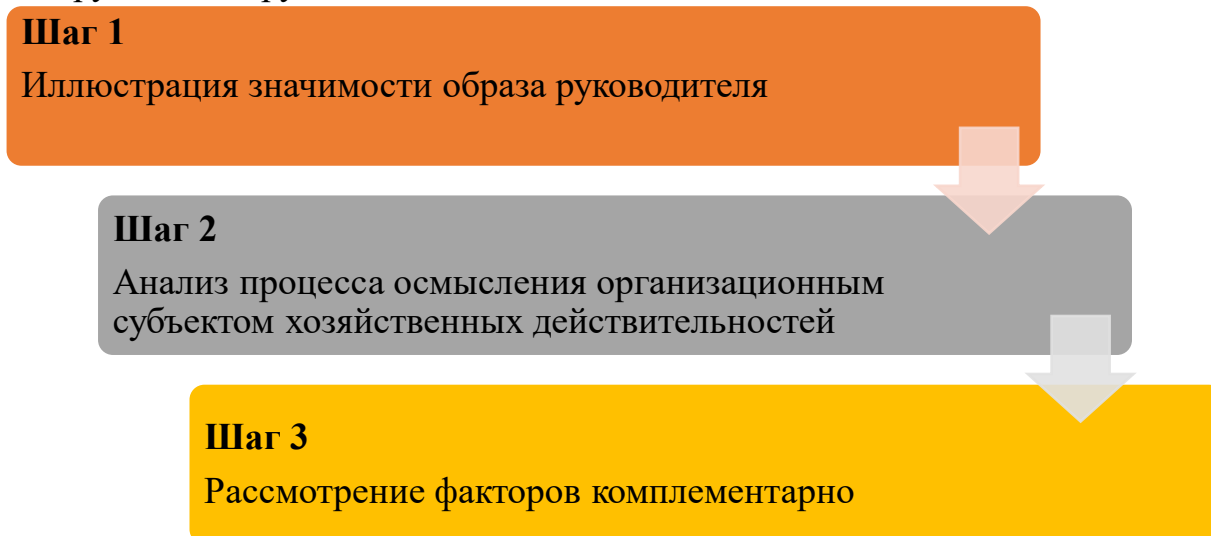 Шаг 1
Иллюстрация значимости образа руководителя
Шаг 2
Анализ процесса осмысления организационным
субъектом хозяйственных действительностей
Шаг 3
Рассмотрение факторов комплементарно